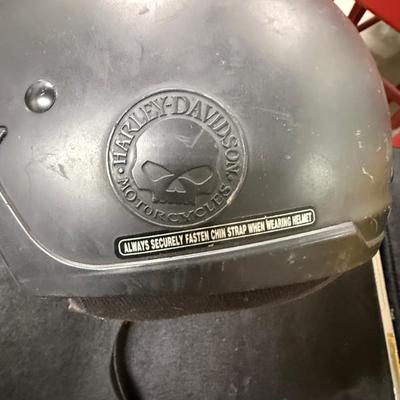 HARLEY-DAVIDSON
MOTORCYCLES
ALWAYS SECURELY FASTEN CHIN STRAP WHEN WEARING HELMET